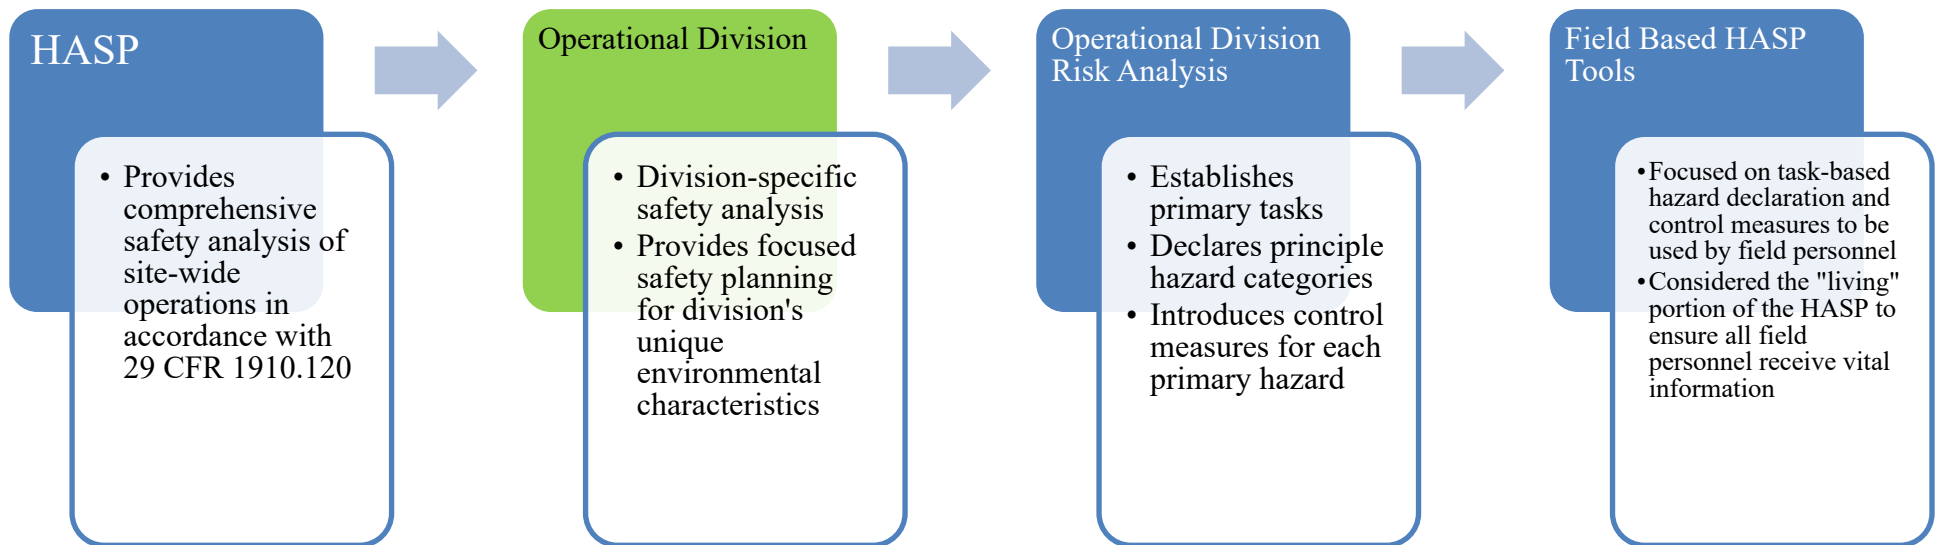 HASP
• Provides
comprehensive
safety analysis of
site-wide
operations in
accordance with
29 CFR 1910.120
Operational Division
• Division-specific
safety analysis
• Provides focused
safety planning
for division's
unique
environmental
characteristics
Operational Division
Risk Analysis
• Establishes
primary tasks
• Declares principle
hazard categories
• Introduces control
measures for each
primary hazard
Field Based HASP
Tools
•Focused on task-based
hazard declaration and
control measures to be
used by field personnel
•Considered the "living"
portion of the HASP to
ensure all field
personnel receive vital
information